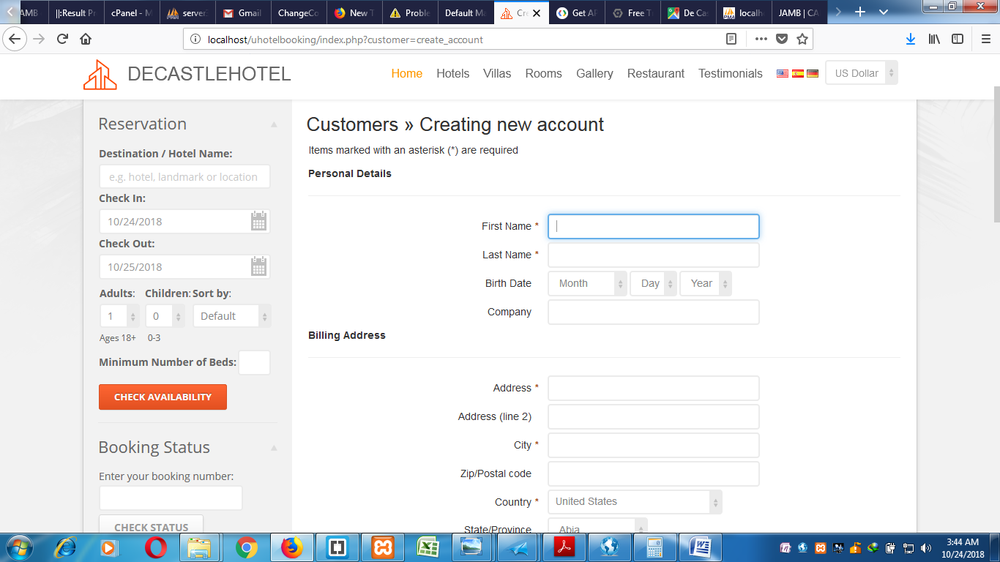 JAMB
||:Result P
cPanel - M
server:
Gmail
ChangeCo
New T
Proble
Default Ma
Cre
Get AP
Free T
De Cas
localh
JAMB | CA
localhost/uhotelbooking/index.php?customer=create_account
DECASTLEHOTEL
Home Hotels Villas Rooms Gallery Restaurant Testimonials
US Dollar
Reservation
Destination / Hotel Name:
e.g. hotel, landmark or location
Check In:
10/24/2018
Check Out:
10/25/2018
Adults: Children: Sort by:
1 0 Default
Ages 18+ 0-3
Minimum Number of Beds:
CHECK AVAILABILITY
Booking Status
Enter your booking number:
CHECK STATUS
Customers » Creating new account
Items marked with an asterisk (*) are required
Personal Details
First Name *
Last Name *
Birth Date Month Day Year
Company
Billing Address
Address *
Address (line 2)
City *
Zip/Postal code
Country * United States
State/Province Abia
3:44 AM
10/24/2018